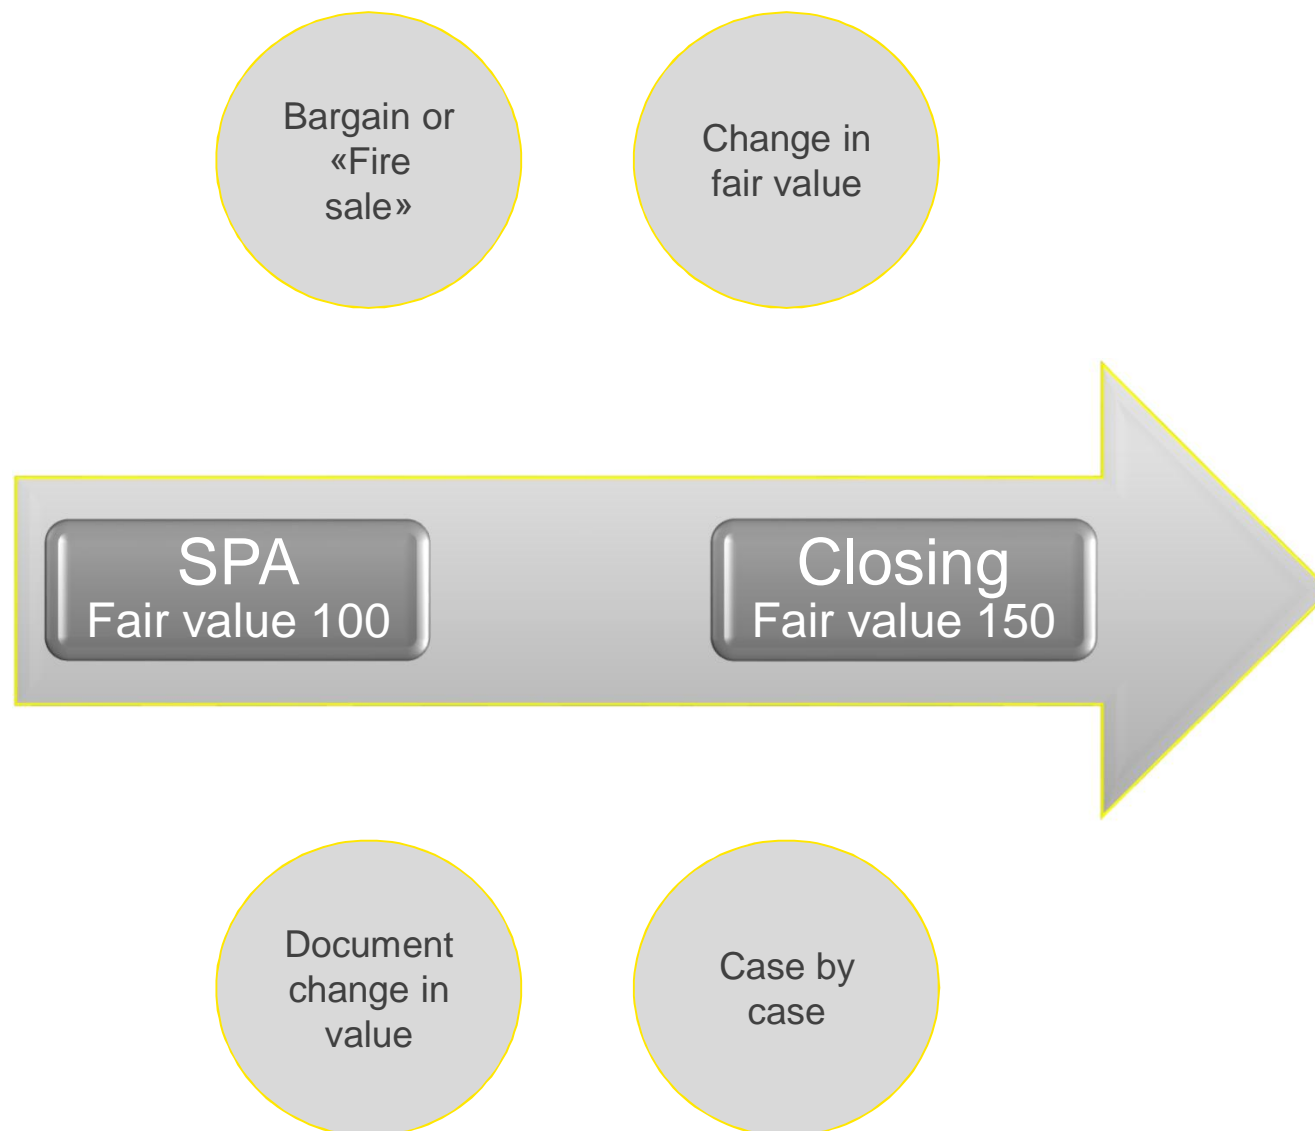 Bargain or
«Fire
sale»
Change in
fair value
SPA
Fair value 100
Closing
Fair value 150
Document
change in
value
Case by
case